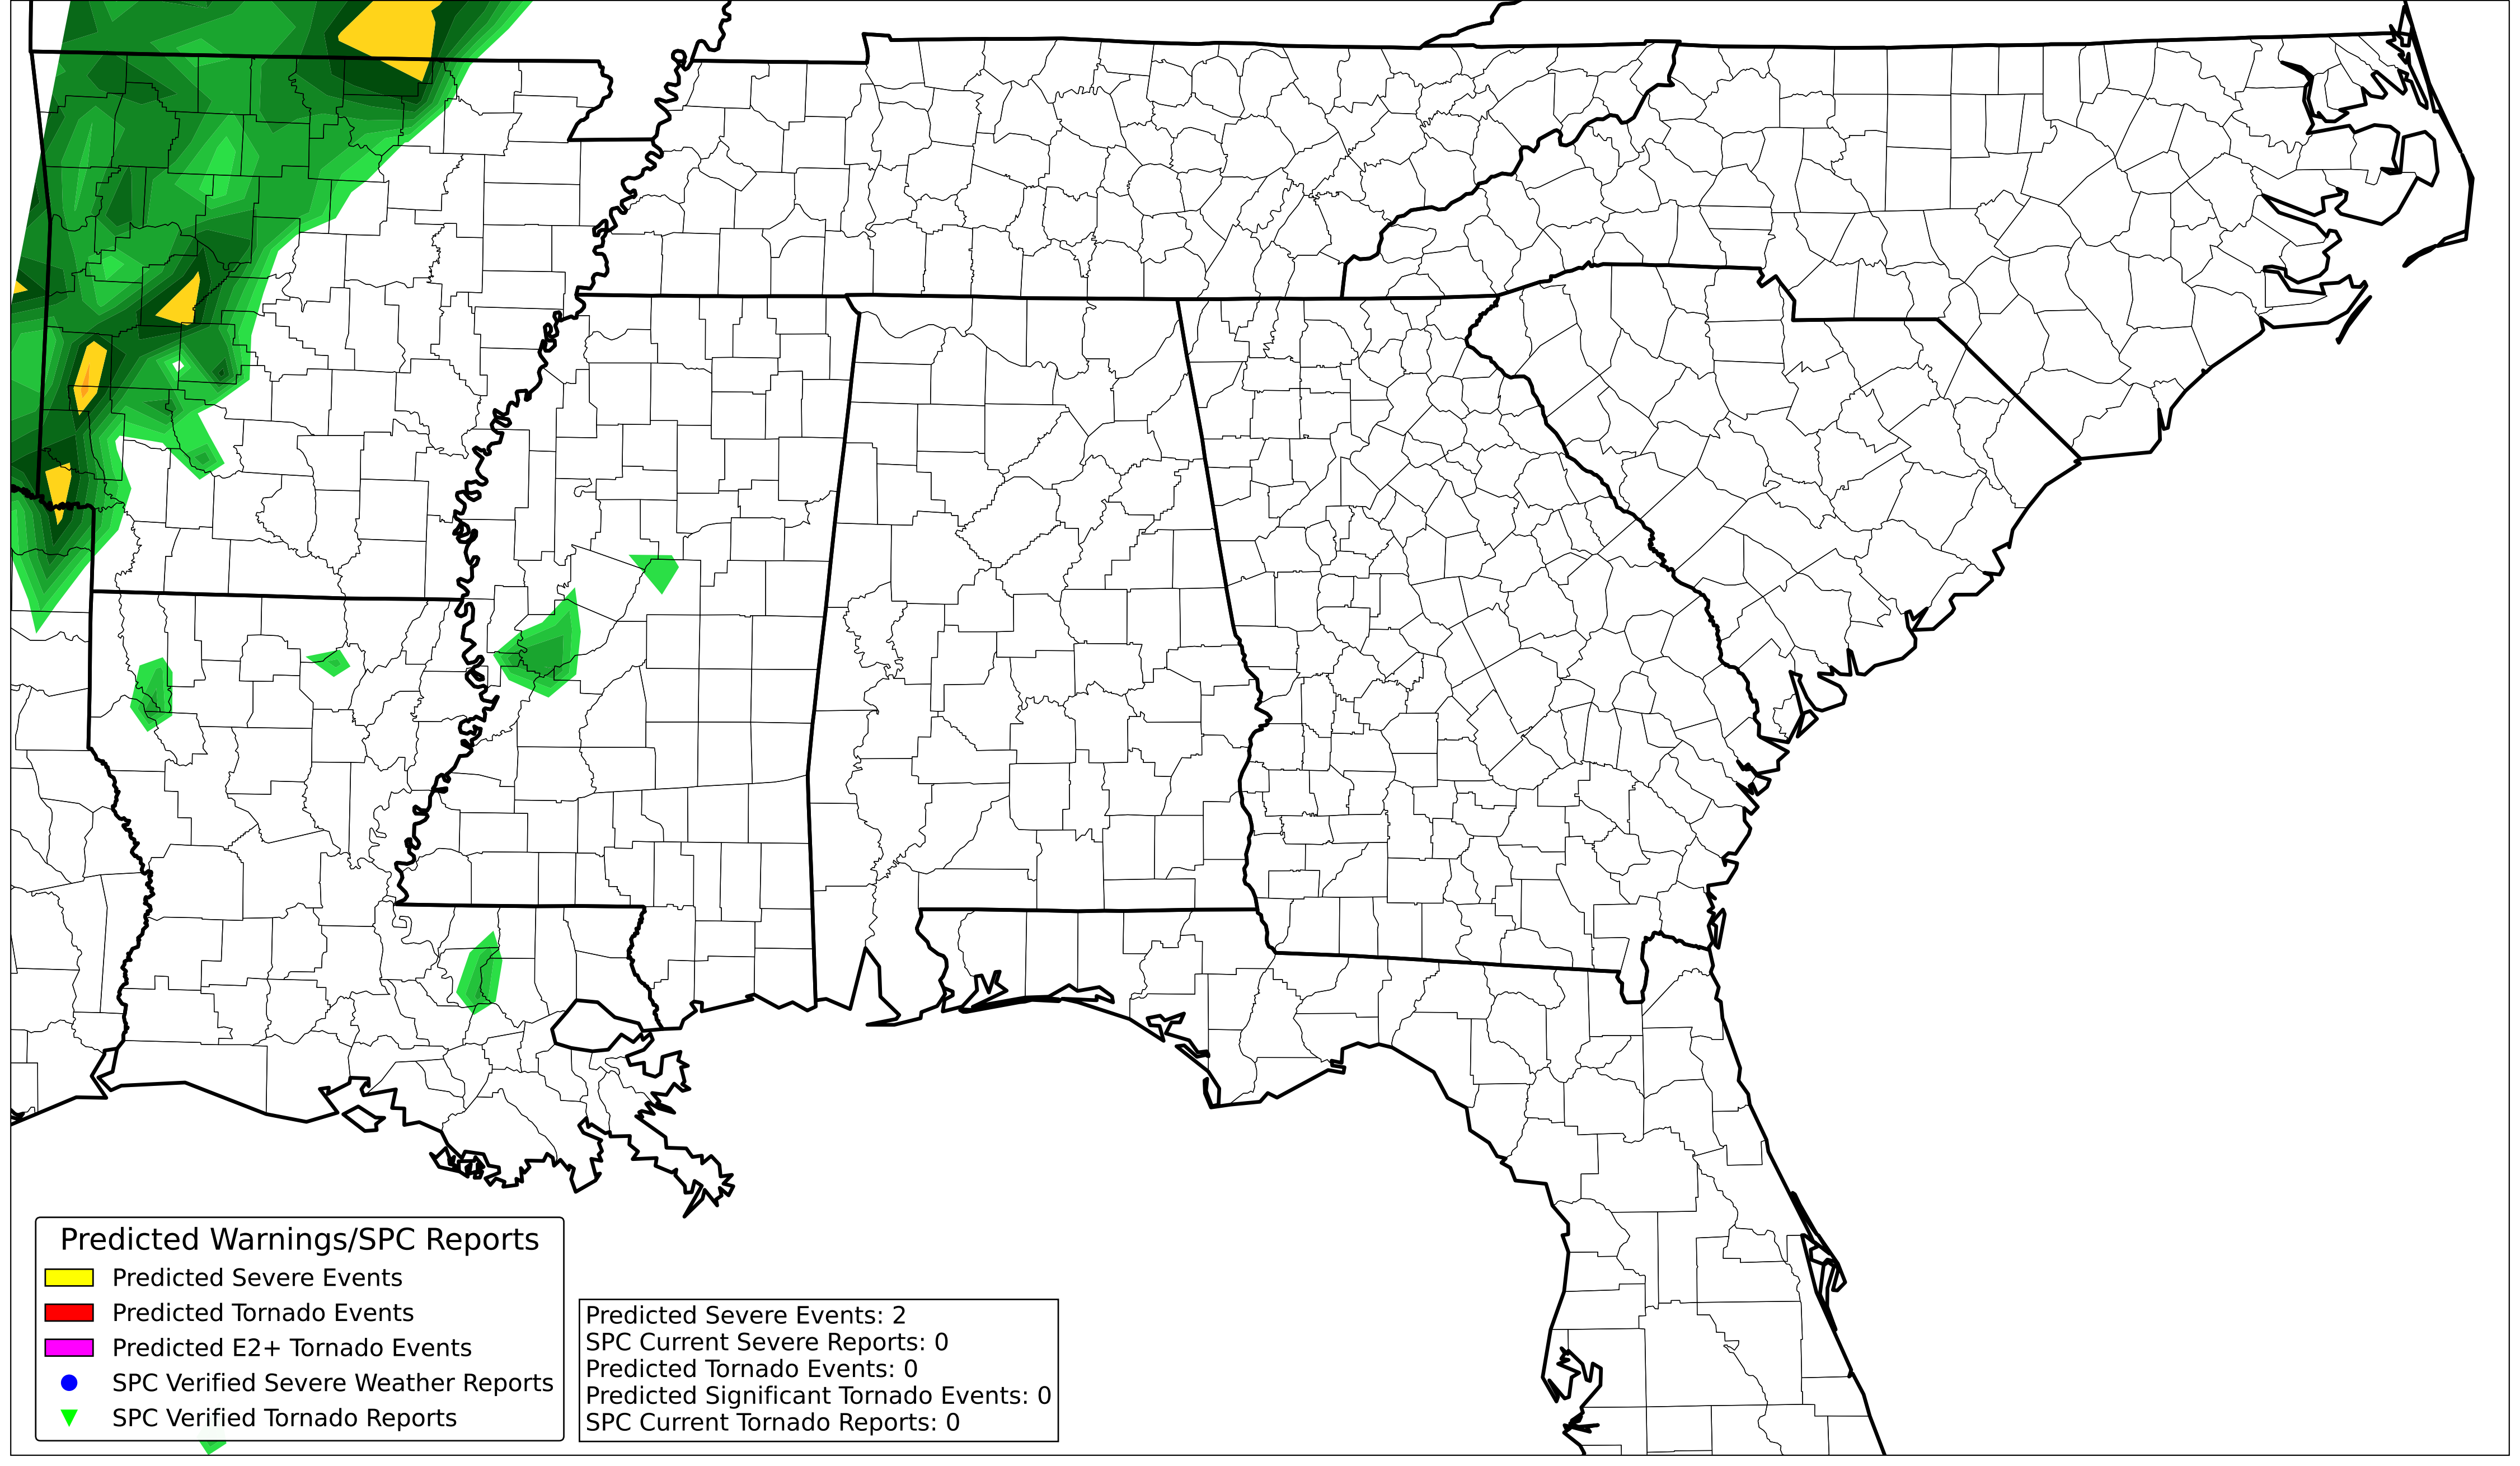 Predicted Warnings/SPC Reports
Predicted Severe Events
Predicted Tornado Events
Predicted E2+ Tornado Events
SPC Verified Severe Weather Reports
SPC Verified Tornado Reports
Predicted Severe Events: 2
SPC Current Severe Reports: 0
Predicted Tornado Events: 0
Predicted Significant Tornado Events: 0
SPC Current Tornado Reports: 0